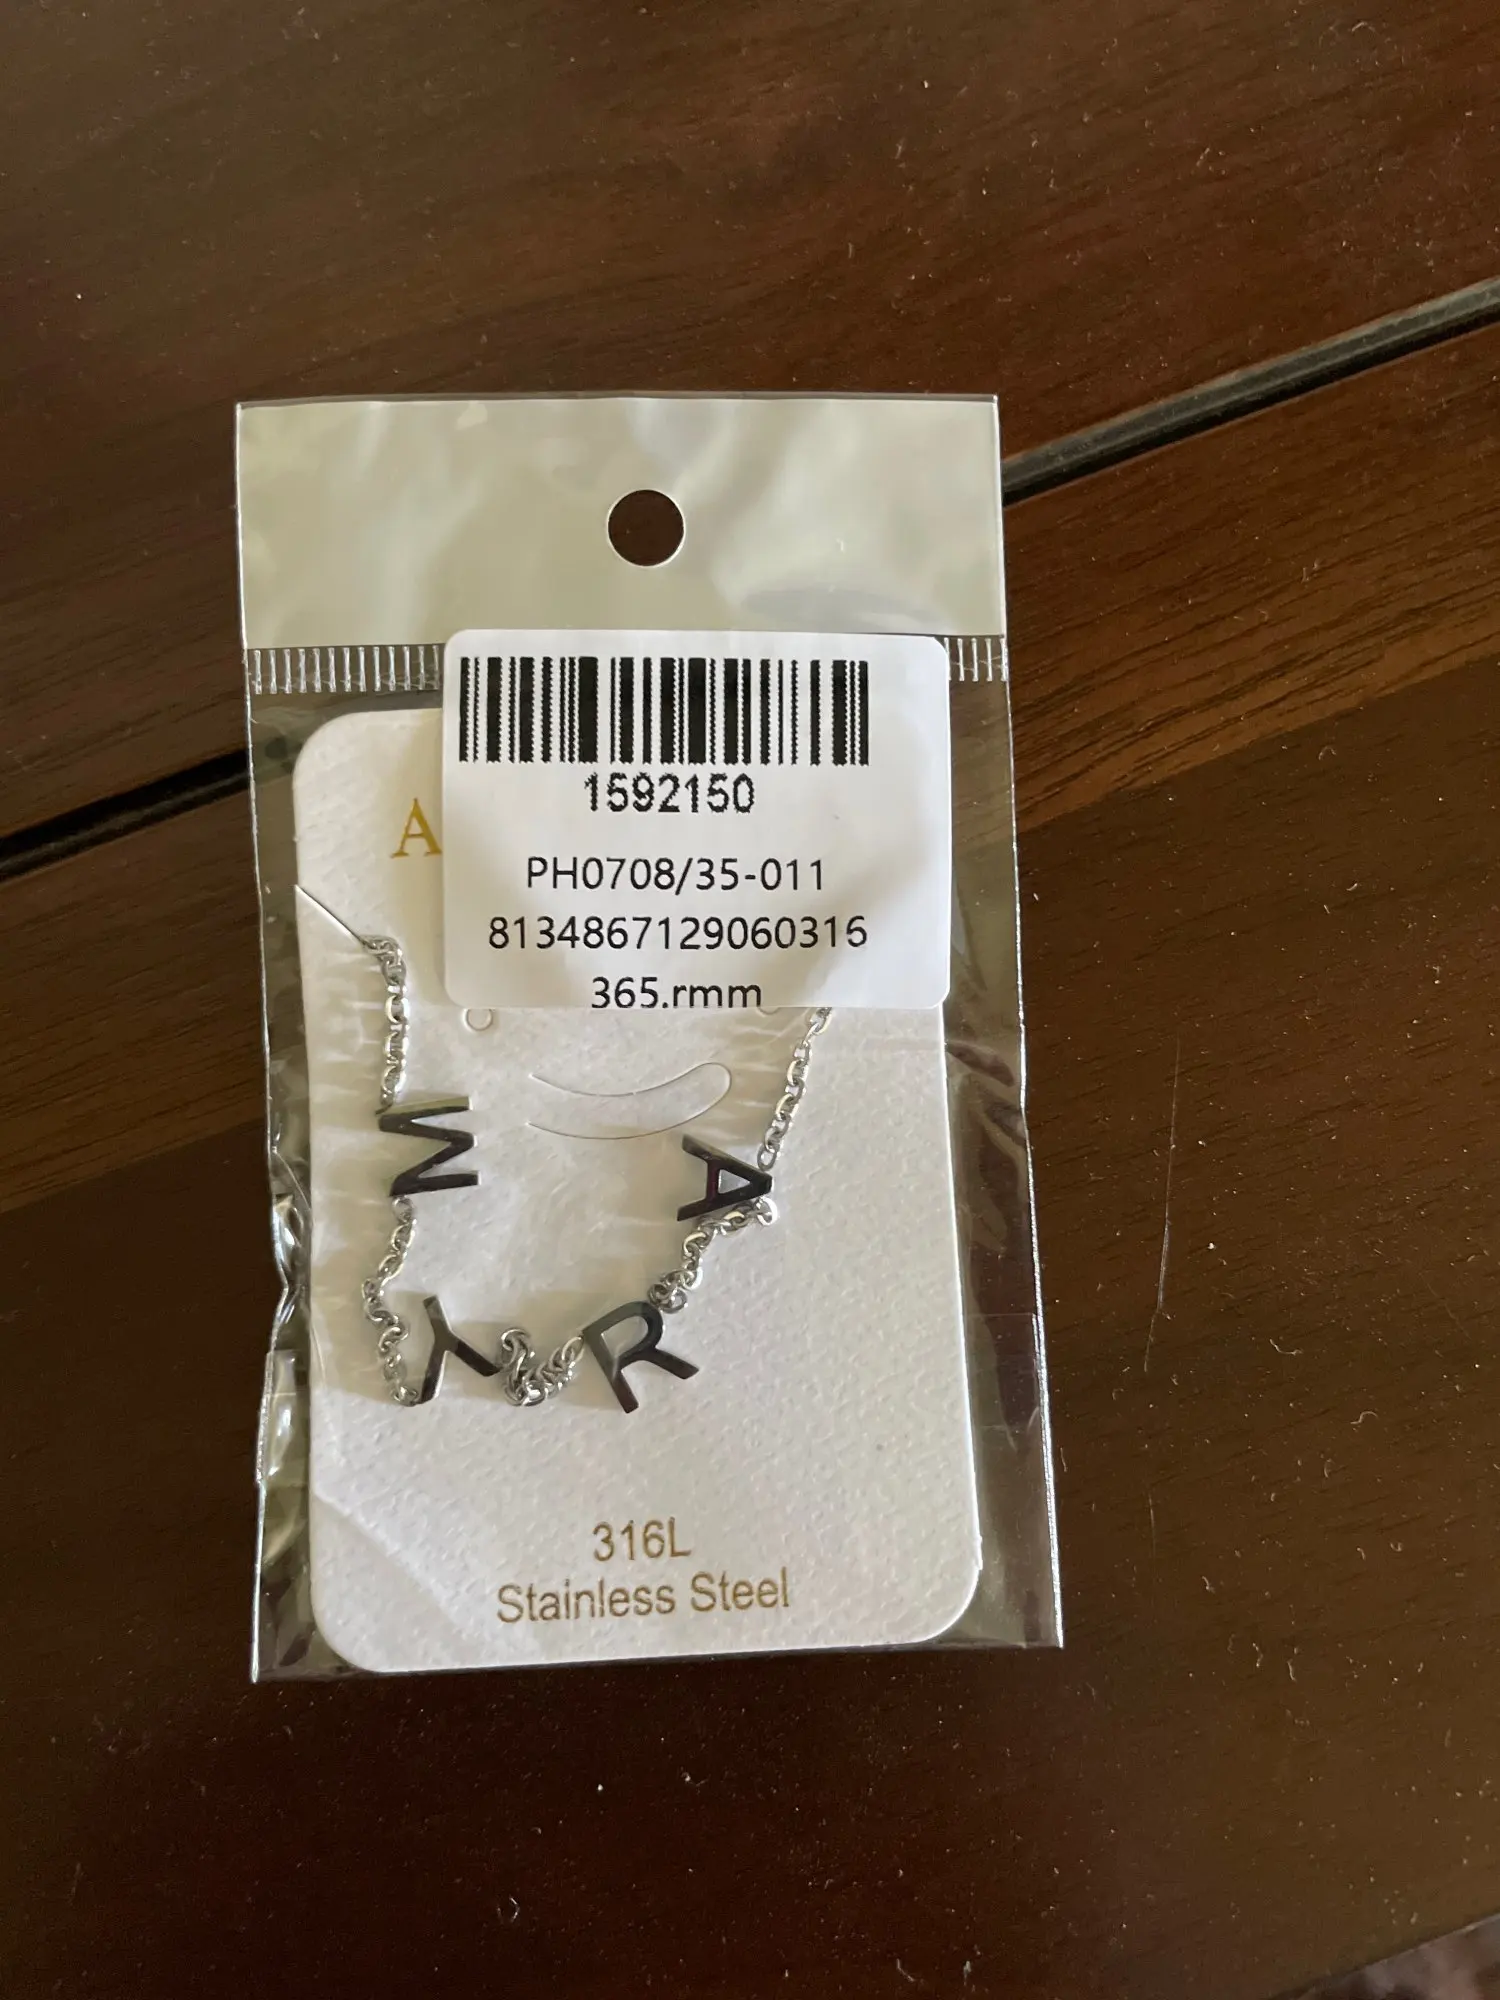 1592150
PH0708/35-011
8134867129060316
365.rmm
A
M Y R A
316L
Stainless Steel